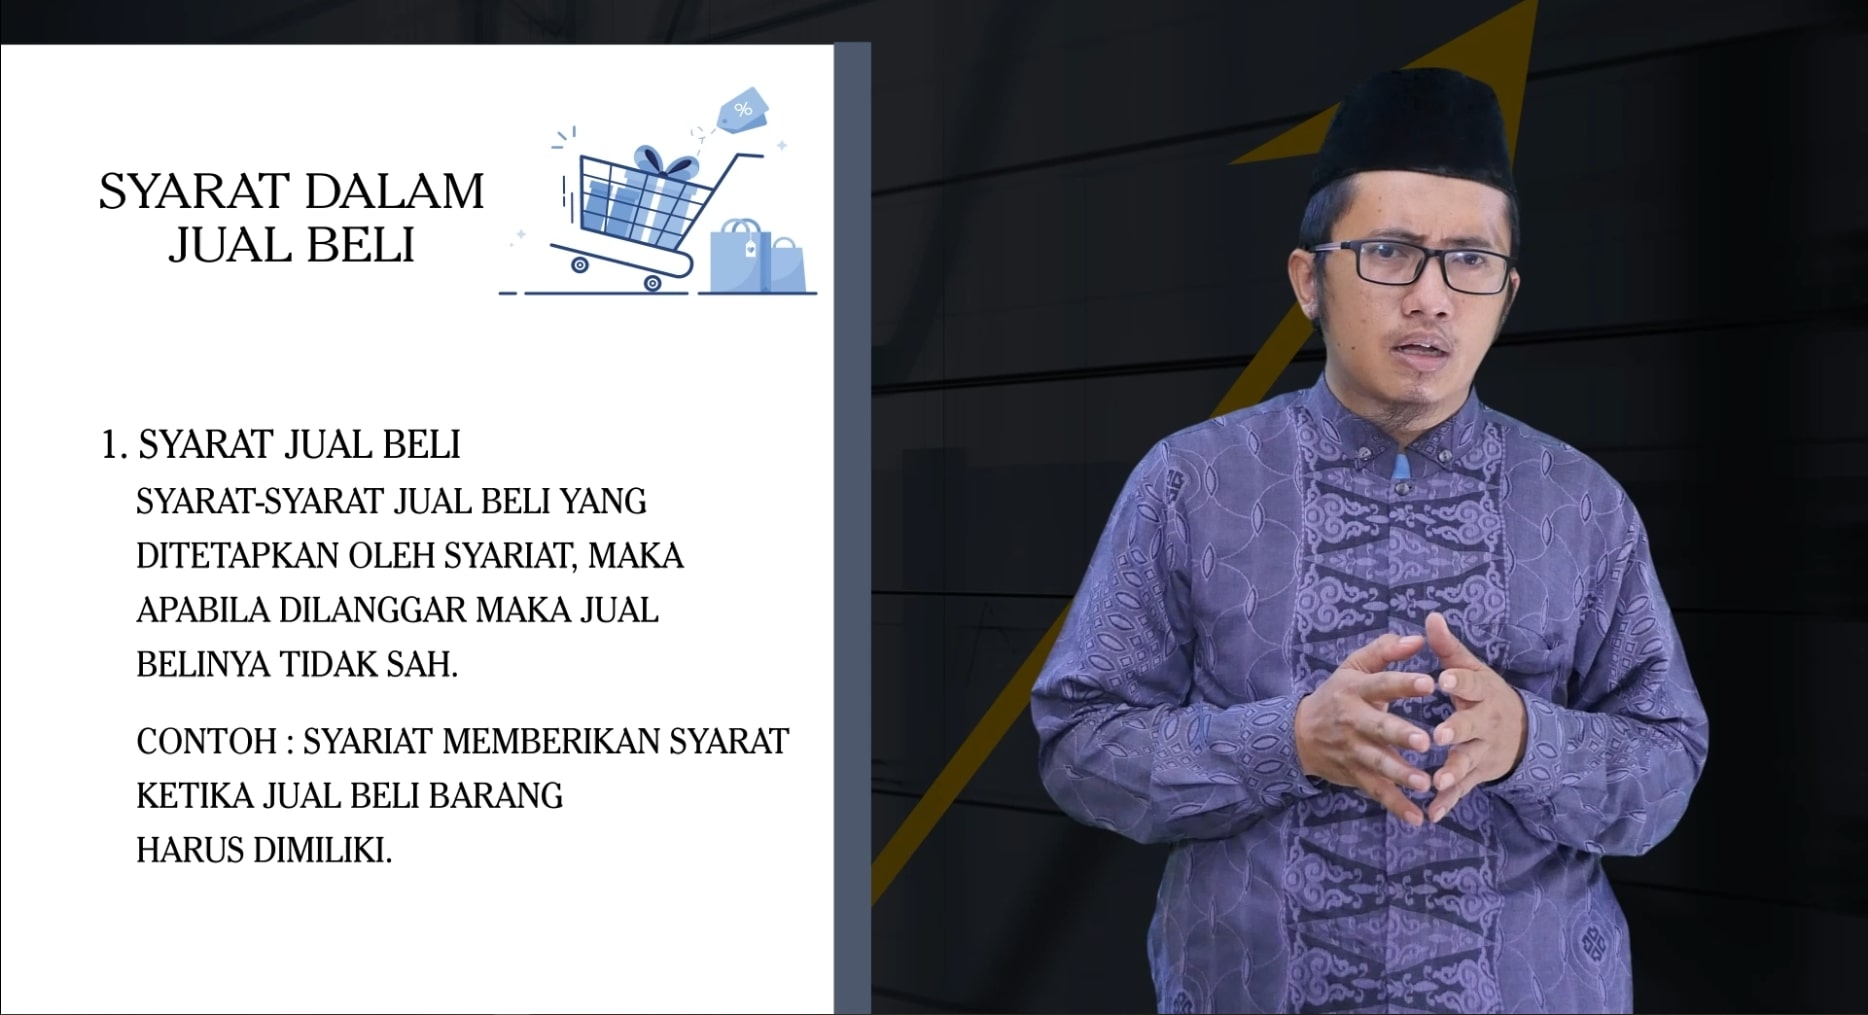 SYARAT DALAM
JUAL BELI
%
1. SYARAT JUAL BELI
SYARAT-SYARAT JUAL BELI YANG
DITETAPKAN OLEH SYARIAT, MAKA
APABILA DILANGGAR MAKA JUAL
BELINYA TIDAK SAH.
CONTOH : SYARIAT MEMBERIKAN SYARAT
KETIKA JUAL BELI BARANG
HARUS DIMILIKI.